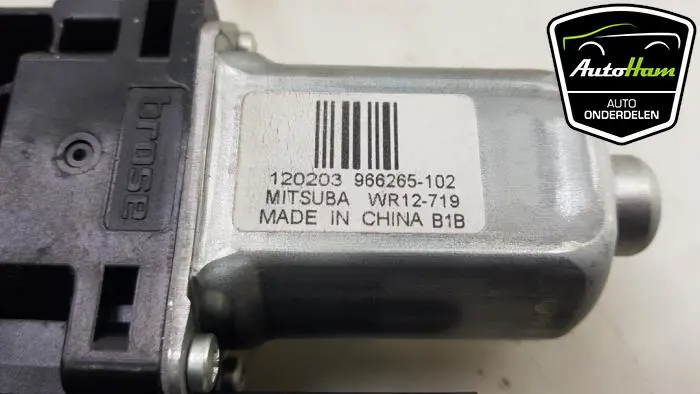 brose
120203 966265-102
MITSUBA WR12-719
MADE IN CHINA B1B
AutoHam
AUTO
ONDERDELEN